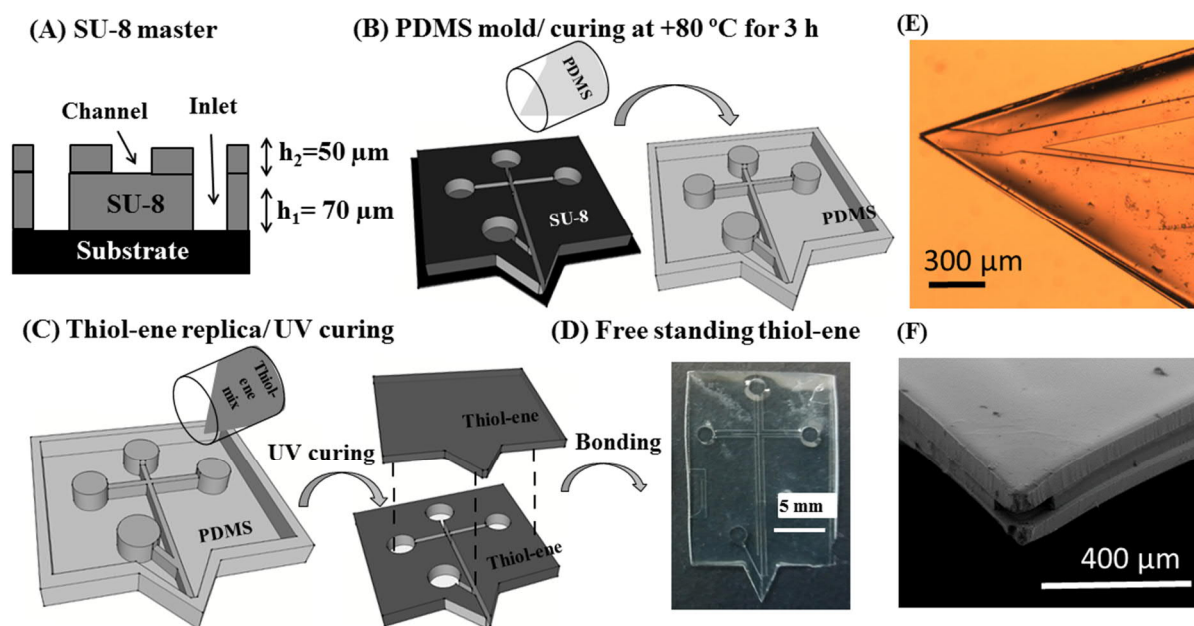 (A) SU-8 master
Channel
Inlet
h₂=50 µm
SU-8
h₁= 70 µm
Substrate
(B) PDMS mold/ curing at +80 ºC for 3 h
PDMS
SU-8
PDMS
(E)
300 µm
(C) Thiol-ene replica/ UV curing
Thiol-
ene
mix
PDMS
UV curing
Thiol-ene
Thiol-ene
Bonding
(D) Free standing thiol-ene
5 mm
(F)
400 µm